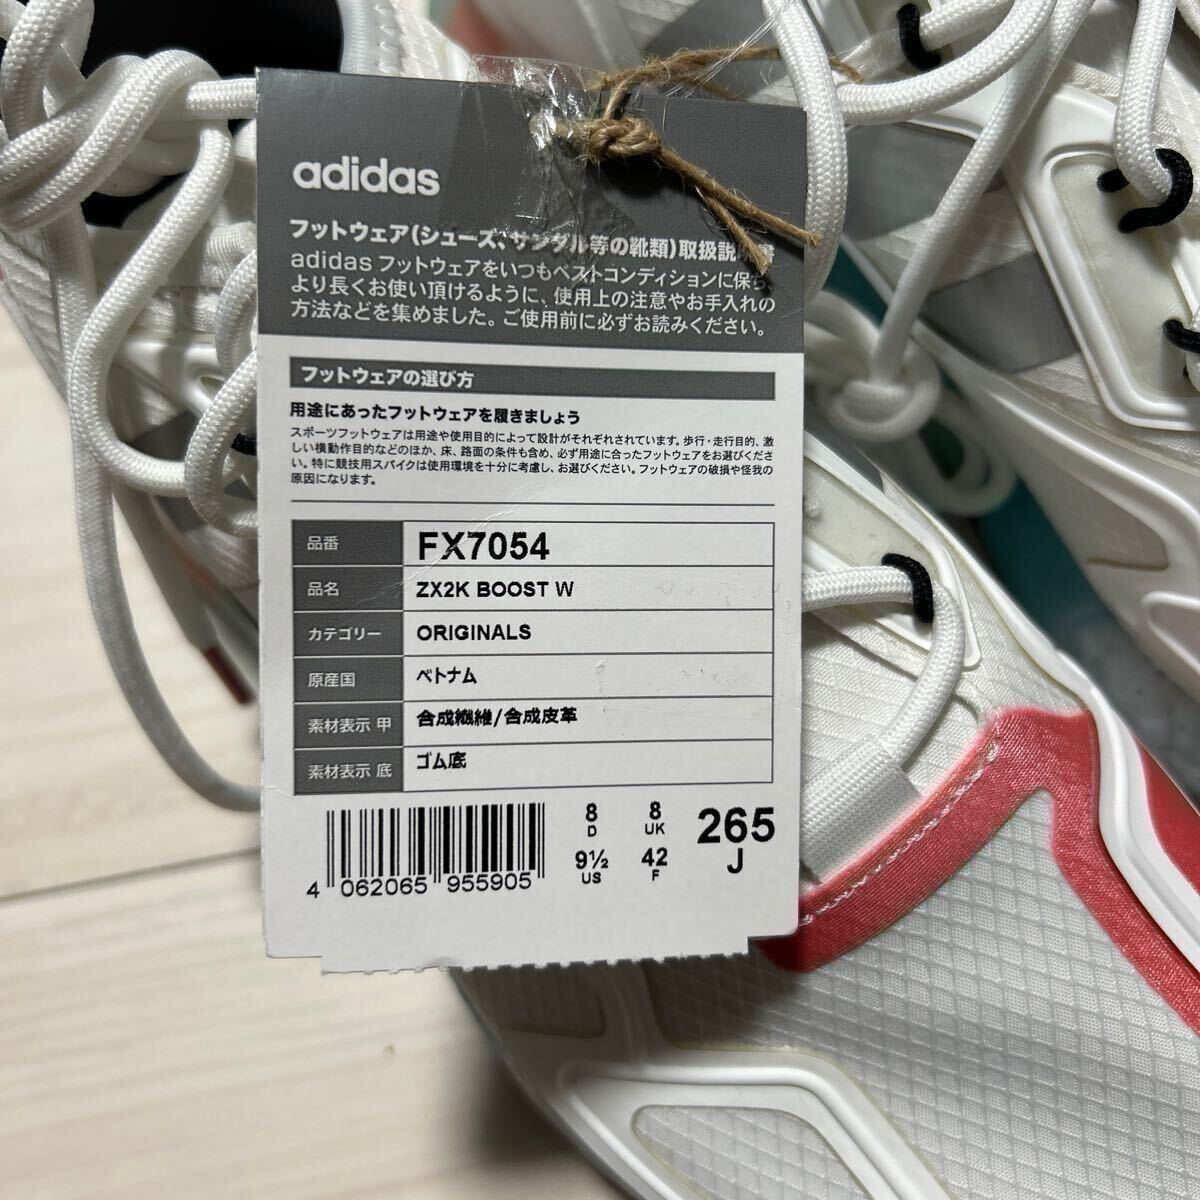 adidas
フットウェア(シューズ、サンダル等の靴類)取扱説明書
adidas フットウェアをいつもベストコンディションに保ち、
より長くお使い頂けるように、使用上の注意やお手入れの
方法などを集めました。ご使用前に必ずお読みください。
フットウェアの選び方
用途にあったフットウェアを履きましょう
スポーツフットウェアは用途や使用目的によって設計がそれぞれされています。歩行・走行目的、激
しい横動作目的などのほか、床、路面の条件も含め、必ず用途に合ったフットウェアをお選びくださ
い。特に競技用スパイクは使用環境を十分に考慮し、お選びください。フットウェアの破損や怪我の
原因になります。
品番 FX7054
品名 ZX2K BOOST W
カテゴリー ORIGINALS
原産国 ベトナム
素材表示 甲 合成繊維/合成皮革
素材表示 底 ゴム底
8 D 8 UK 265 J
9½ US 42 F
4 062065 955905